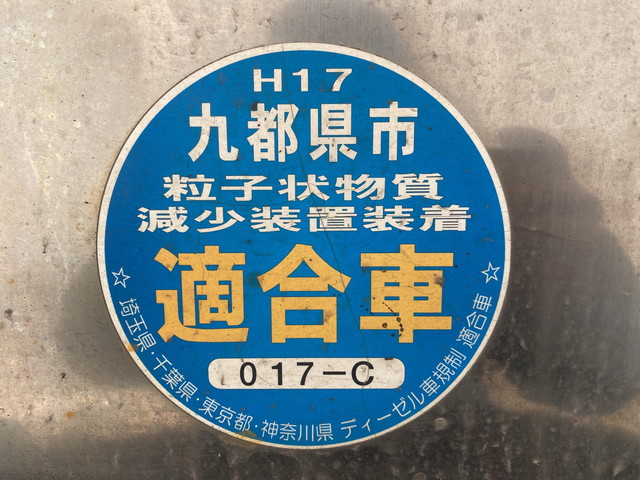 H17
九都県市
粒子状物質
減少装置装着
適合車
017-C
☆ 埼玉県・千葉県・東京都・神奈川県 ディーゼル車規制 適合車 ☆